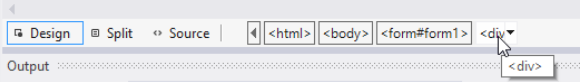 Design Split Source <html> <body> <form#form1> <div
<div>
Output